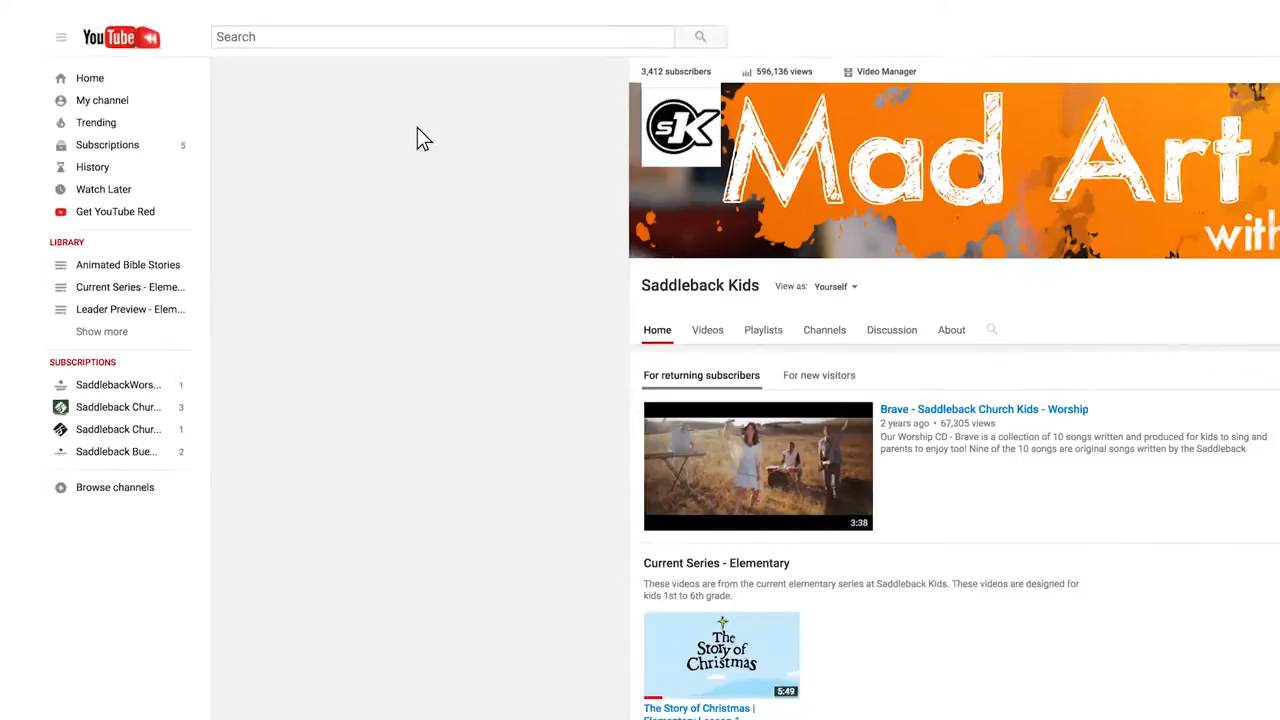 YouTube
Search
Home
My channel
Trending
Subscriptions 5
History
Watch Later
Get YouTube Red
LIBRARY
Animated Bible Stories
Current Series - Eleme...
Leader Preview - Elem...
Show more
SUBSCRIPTIONS
SaddlebackWors... 1
Saddleback Chur... 3
Saddleback Chur... 1
Saddleback Bue... 2
Browse channels
3,412 subscribers 596,136 views Video Manager
SK
Mad Art
with
Saddleback Kids View as: Yourself
Home Videos Playlists Channels Discussion About
For returning subscribers For new visitors
Brave - Saddleback Church Kids - Worship
2 years ago • 67,305 views
Our Worship CD - Brave is a collection of 10 songs written and produced for kids to sing and
parents to enjoy too! Nine of the 10 songs are original songs written by the Saddleback
3:38
Current Series - Elementary
These videos are from the current elementary series at Saddleback Kids. These videos are designed for
kids 1st to 6th grade.
The
Story of
Christmas
5:49
The Story of Christmas |
Elementary Lesson 1